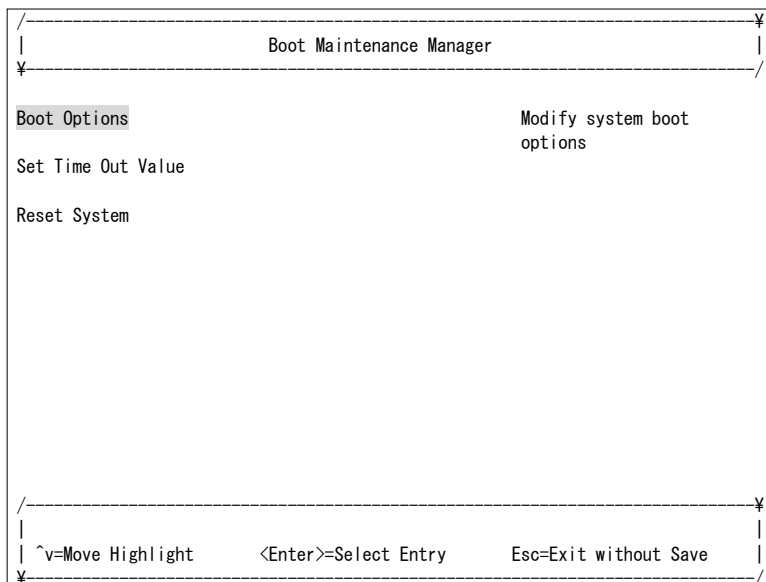 /------------------------------------------------------------------------------¥
|                          Boot Maintenance Manager                            |
¥------------------------------------------------------------------------------/
Boot Options                                          Modify system boot
                                                      options
Set Time Out Value
Reset System
/------------------------------------------------------------------------------¥
|                                                                              |
| ^v=Move Highlight       <Enter>=Select Entry       Esc=Exit without Save     |
¥------------------------------------------------------------------------------/